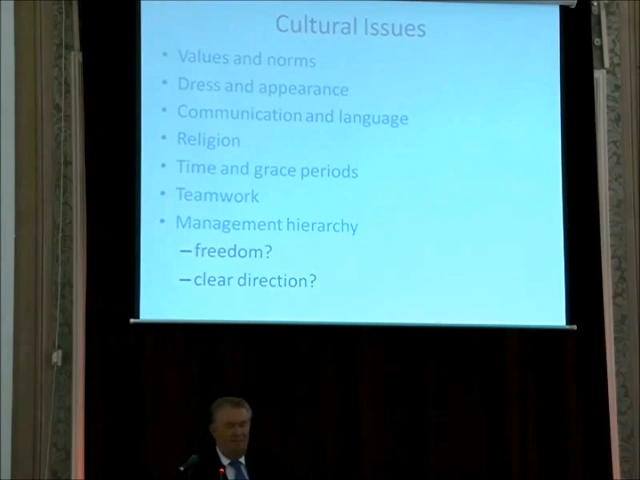 Cultural Issues
• Values and norms
• Dress and appearance
• Communication and language
• Religion
• Time and grace periods
• Teamwork
• Management hierarchy
–freedom?
–clear direction?